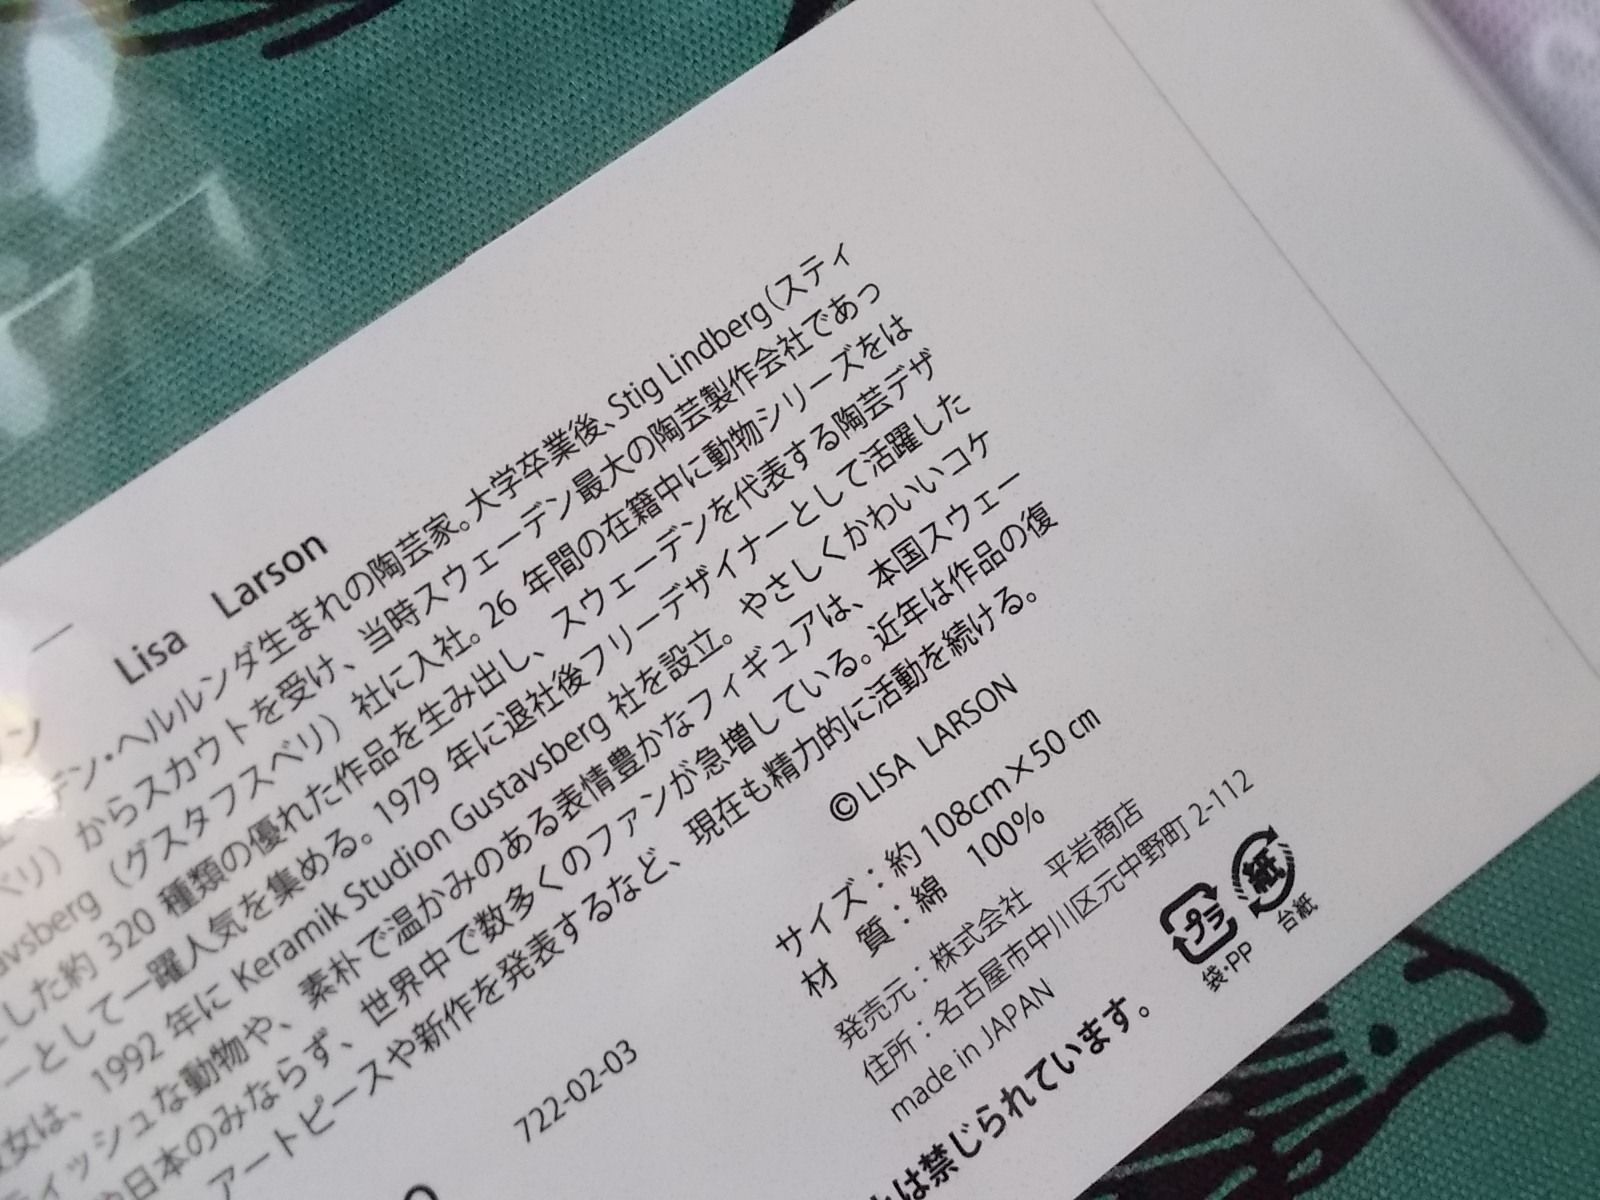 Lisa Larson
デン・ヘルルンダ生まれの陶芸家。大学卒業後、Stig Lindberg(スティ
ベリ）からスカウトを受け、当時スウェーデン最大の陶芸製作会社であっ
avsberg（グスタフスベリ）社に入社。26 年間の在籍中に動物シリーズをは
した約 320 種類の優れた作品を生み出し、スウェーデンを代表する陶芸デザ
ーとして一躍人気を集める。1979 年に退社後フリーデザイナーとして活躍した
女は、1992 年に Keramik Studion Gustavsberg 社を設立。やさしくかわいいコケ
ィッシュな動物や、素朴で温かみのある表情豊かなフィギュアは、本国スウェー
日本のみならず、世界中で数多くのファンが急増している。近年は作品の復
アートピースや新作を発表するなど、現在も精力的に活動を続ける。
©LISA LARSON
722-02-03
サイズ：約 108cm×50 ㎝
材 質：綿 100%
発売元：株式会社 平岩商店
住所：名古屋市中川区元中野町 2-112
made in JAPAN
プラ
袋・PP
紙
台紙
は禁じられています。